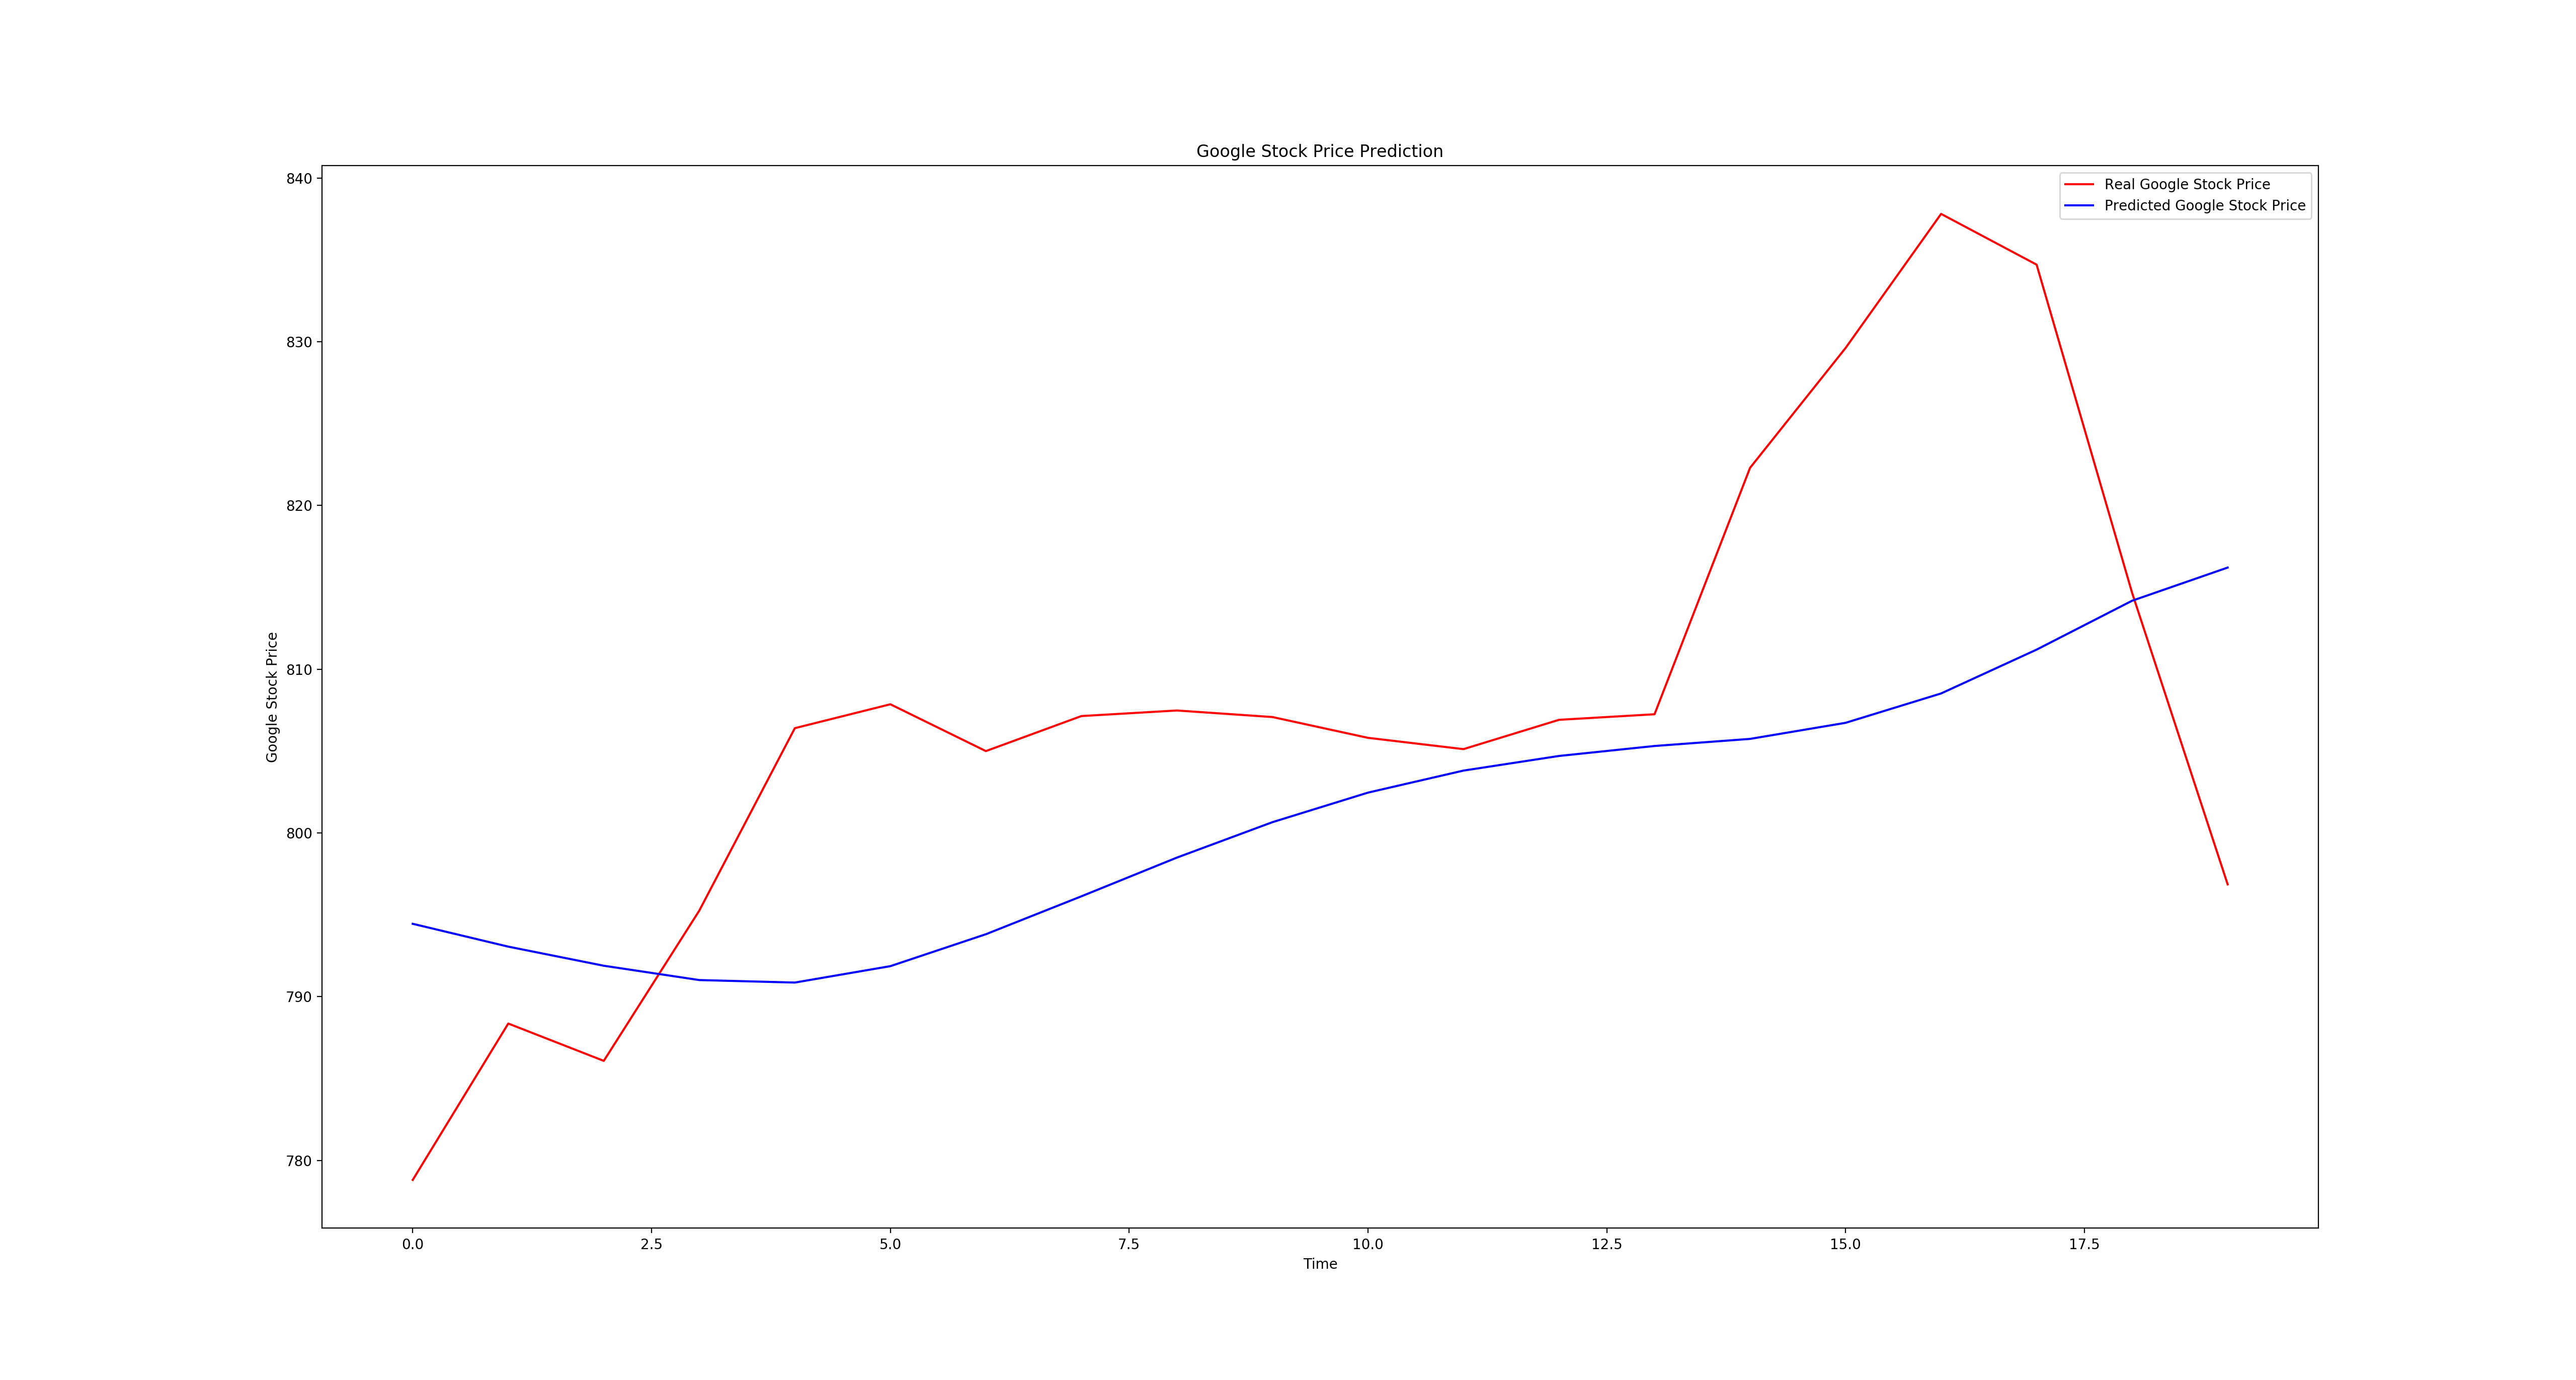 Google Stock Price Prediction
Real Google Stock Price
Predicted Google Stock Price
Google Stock Price
840
830
820
810
800
790
780
0.0 2.5 5.0 7.5 10.0 12.5 15.0 17.5
Time